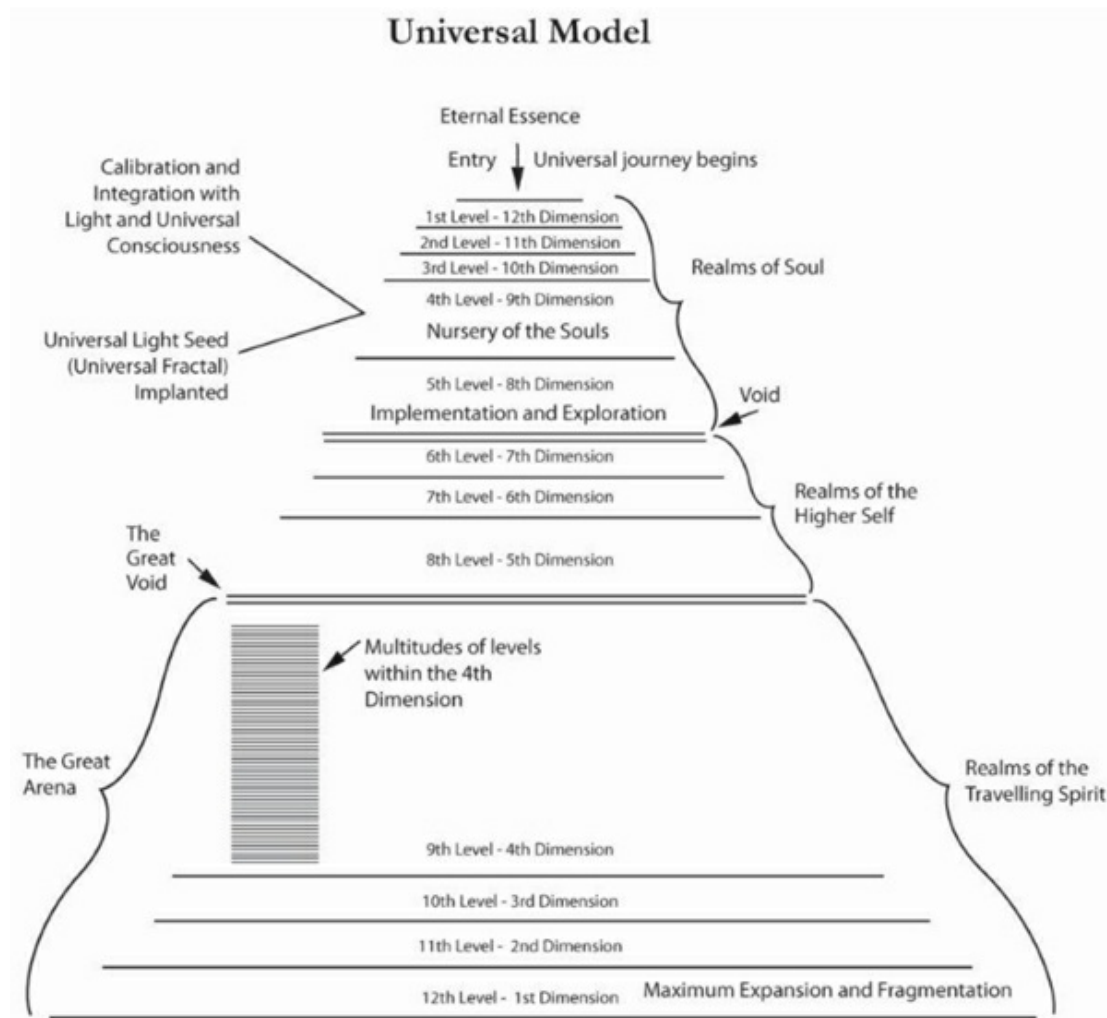 Universal Model
Eternal Essence
Entry
Universal journey begins
Calibration and
Integration with
Light and Universal
Consciousness
1st Level - 12th Dimension
2nd Level - 11th Dimension
3rd Level - 10th Dimension
Realms of Soul
4th Level - 9th Dimension
Nursery of the Souls
Universal Light Seed
(Universal Fractal)
Implanted
5th Level - 8th Dimension
Void
Implementation and Exploration
6th Level - 7th Dimension
7th Level - 6th Dimension
Realms of the
Higher Self
The
Great
Void
8th Level - 5th Dimension
Multitudes of levels
within the 4th
Dimension
The Great
Arena
Realms of the
Travelling Spirit
9th Level - 4th Dimension
10th Level - 3rd Dimension
11th Level - 2nd Dimension
12th Level - 1st Dimension
Maximum Expansion and Fragmentation